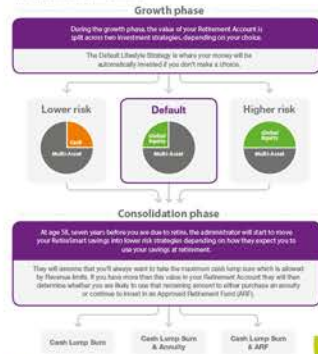 Growth phase
During the growth phase, the value of your Retirement Account is
split across two investment strategies, depending on your choice.
The Default Lifestyle Strategy is where your money will be
automatically invested if you don't make a choice.
Lower risk
Default
Higher risk
Cash
Multi-Asset
Global
Equity
Multi-Asset
Global
Equity
Multi-Asset
Consolidation phase
At age 58, seven years before you are due to retire, the administrator will start to move
your RetireSmart savings into lower risk strategies depending on how they expect you to
use your savings at retirement.
They will assume that you'll always want to take the maximum cash lump sum which is allowed
by Revenue limits. If you have more than this value in your Retirement Account they will then
determine whether you are likely to use that remaining amount to either purchase an annuity
or continue to invest in an Approved Retirement Fund (ARF).
Cash Lump Sum
Cash Lump Sum
& Annuity
Cash Lump Sum
& ARF